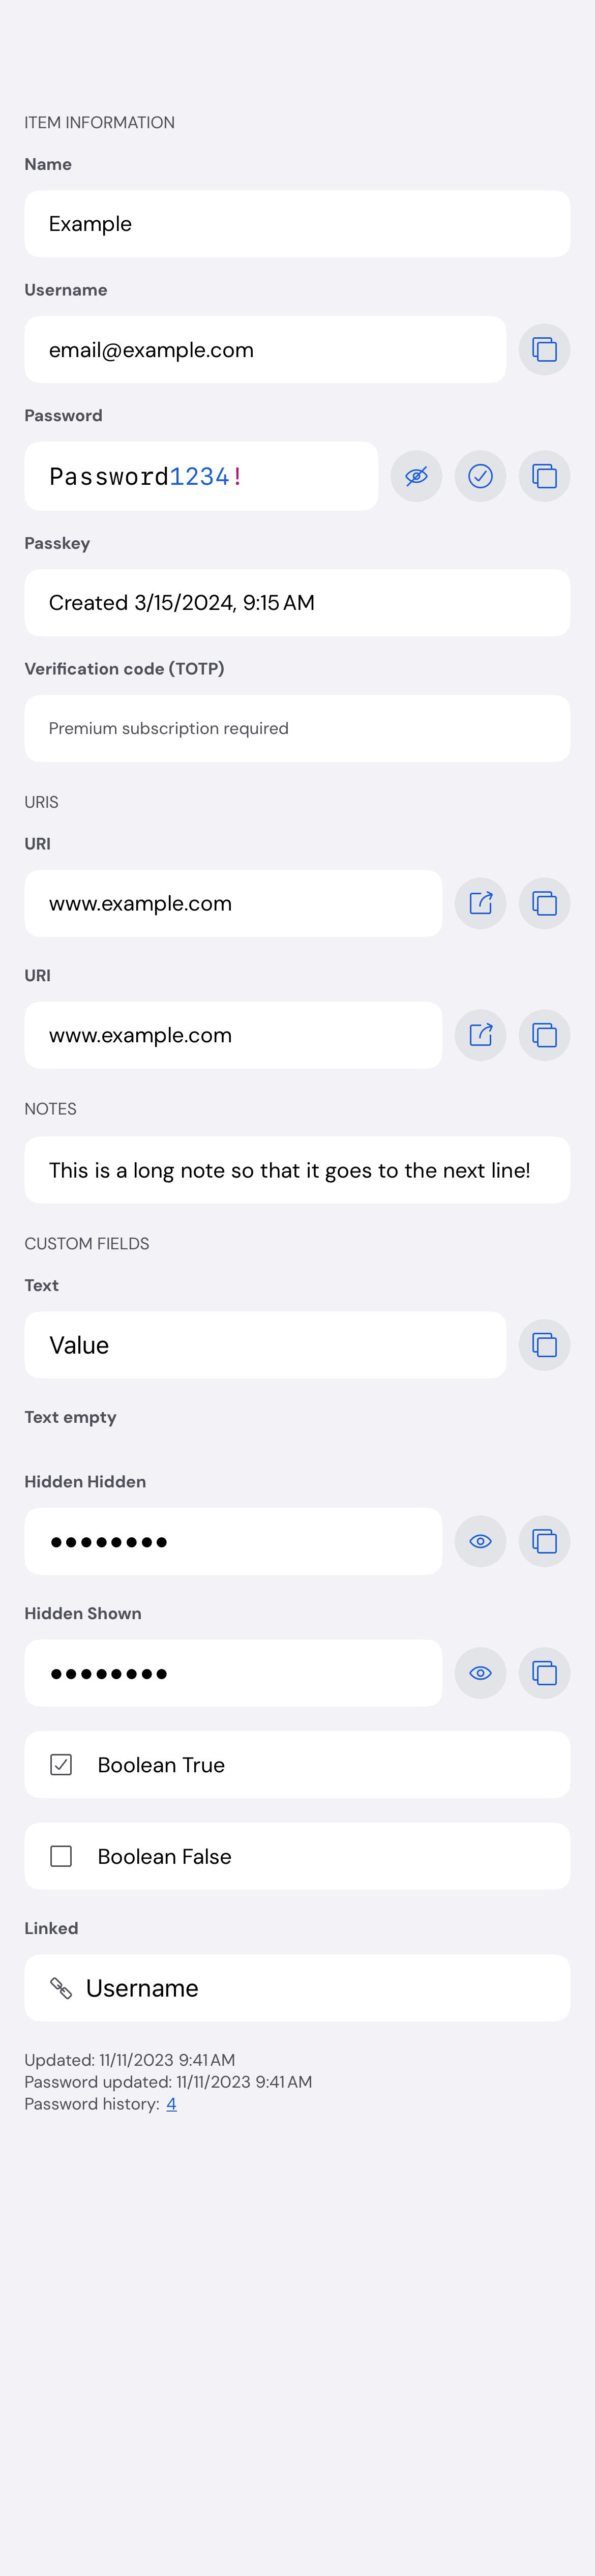 ITEM INFORMATION
Name
Example
Username
email@example.com
Password
Password1234!
Passkey
Created 3/15/2024, 9:15 AM
Verification code (TOTP)
Premium subscription required
URIS
URI
www.example.com
URI
www.example.com
NOTES
This is a long note so that it goes to the next line!
CUSTOM FIELDS
Text
Value
Text empty
Hidden Hidden
••••••••
Hidden Shown
••••••••
Boolean True
Boolean False
Linked
Username
Updated: 11/11/2023 9:41 AM
Password updated: 11/11/2023 9:41 AM
Password history: 4